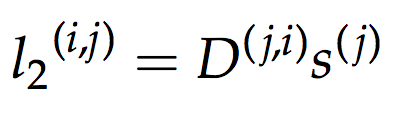 l₂⁽ⁱ,ʲ⁾ = D⁽ʲ,ⁱ⁾s⁽ʲ⁾